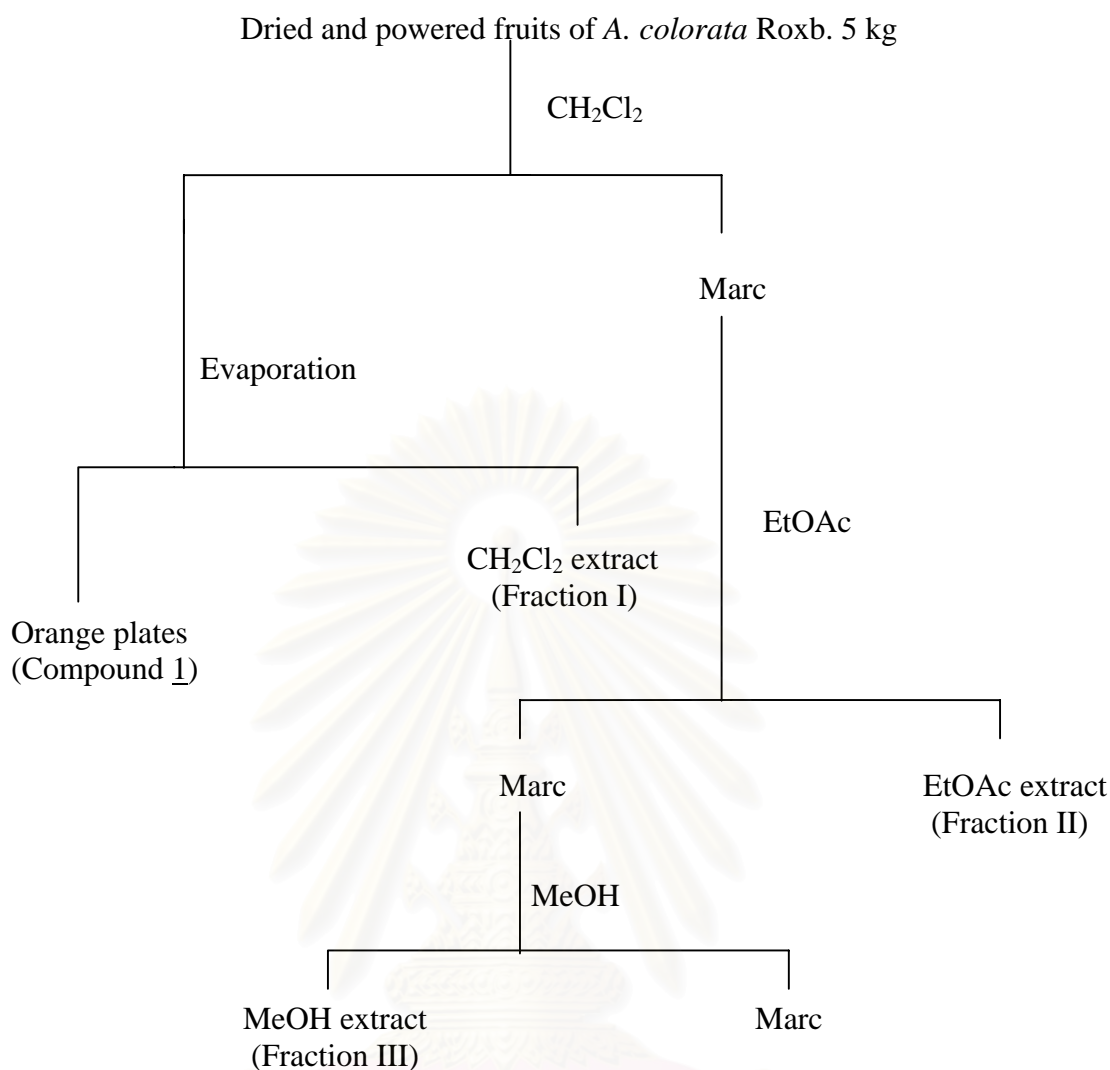 Dried and powered fruits of A. colorata Roxb. 5 kg
CH₂Cl₂
Marc
Evaporation
EtOAc
CH₂Cl₂ extract
(Fraction I)
Orange plates
(Compound 1)
Marc
EtOAc extract
(Fraction II)
MeOH
MeOH extract
(Fraction III)
Marc